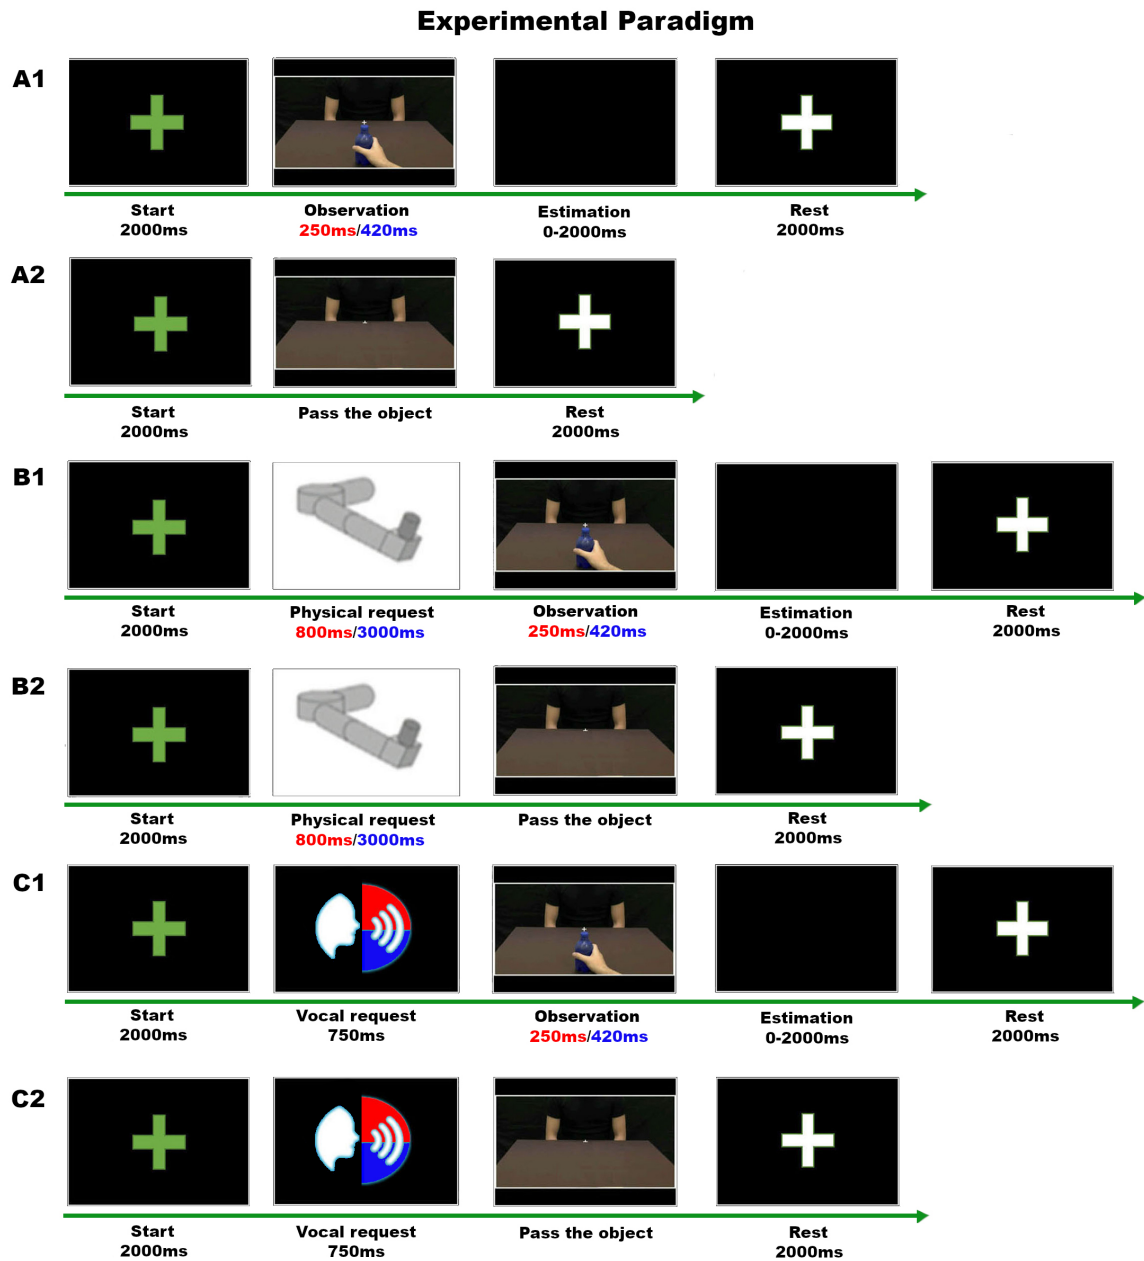 Experimental Paradigm
A1
Start
2000ms
Observation
250ms/420ms
Estimation
0-2000ms
Rest
2000ms
A2
Start
2000ms
Pass the object
Rest
2000ms
B1
Start
2000ms
Physical request
800ms/3000ms
Observation
250ms/420ms
Estimation
0-2000ms
Rest
2000ms
B2
Start
2000ms
Physical request
800ms/3000ms
Pass the object
Rest
2000ms
C1
Start
2000ms
Vocal request
750ms
Observation
250ms/420ms
Estimation
0-2000ms
Rest
2000ms
C2
Start
2000ms
Vocal request
750ms
Pass the object
Rest
2000ms